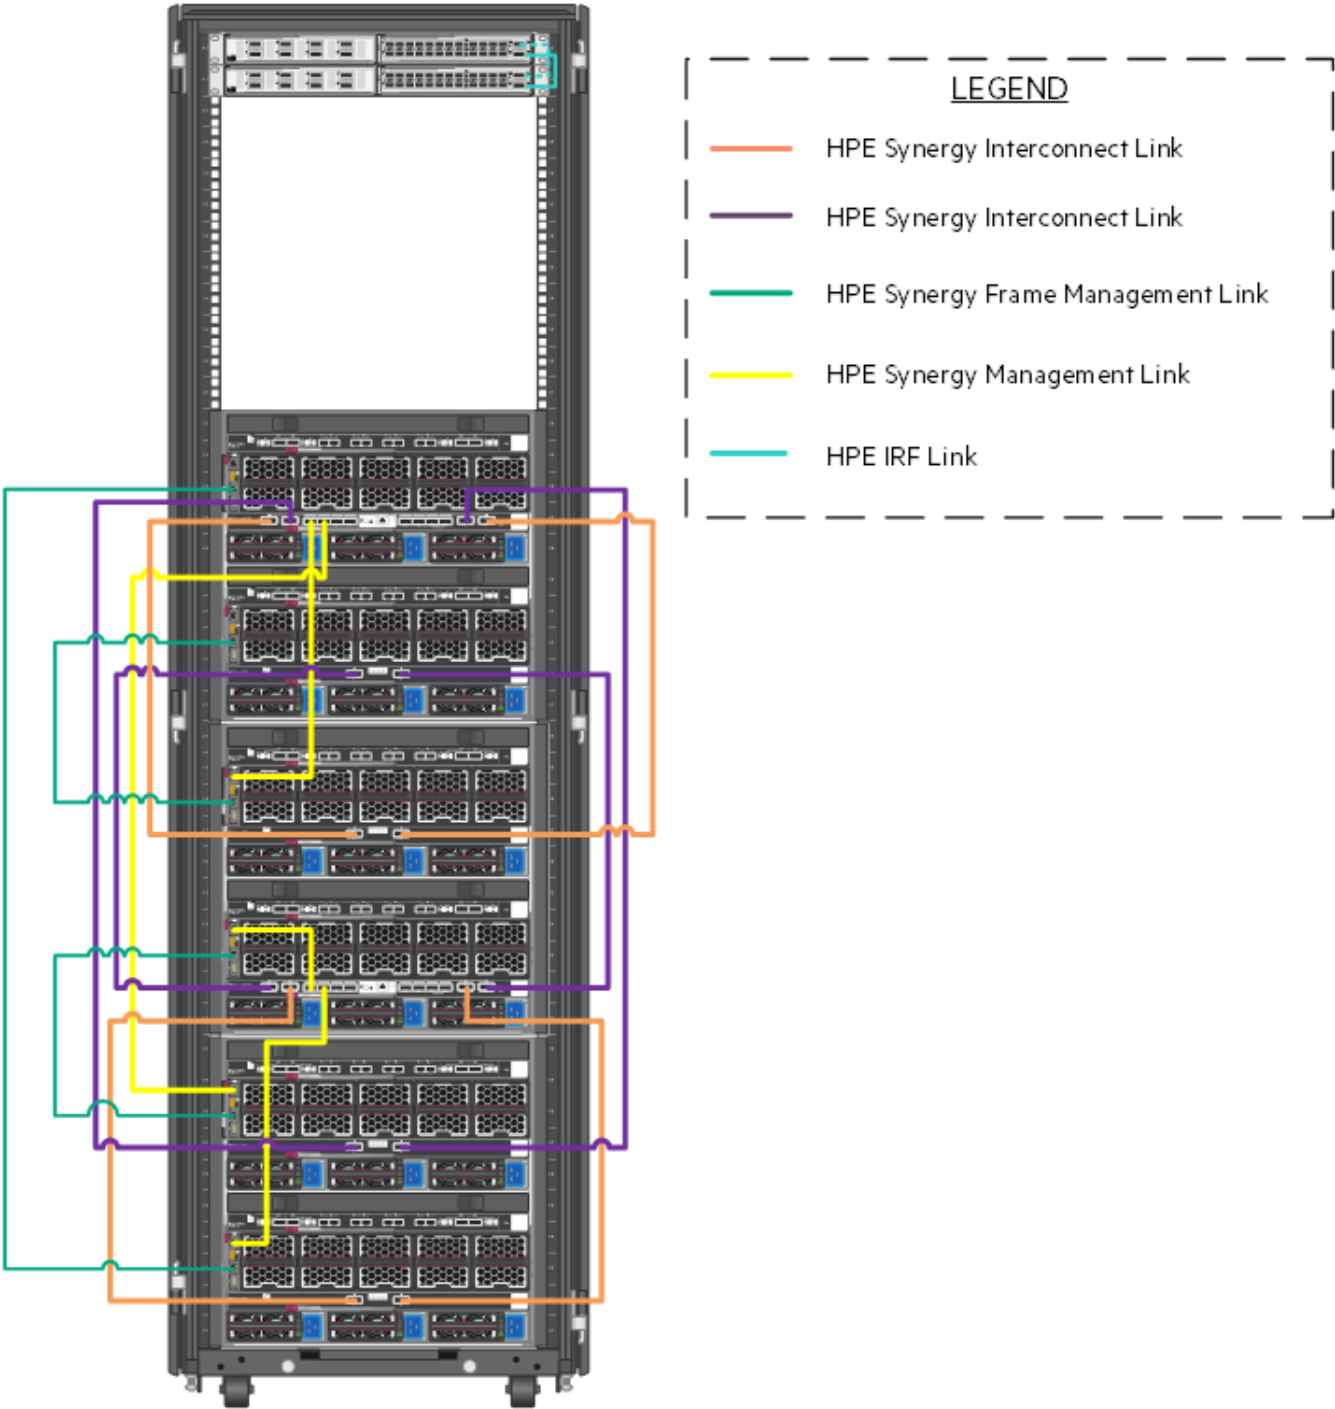 LEGEND
HPE Synergy Interconnect Link
HPE Synergy Interconnect Link
HPE Synergy Frame Management Link
HPE Synergy Management Link
HPE IRF Link